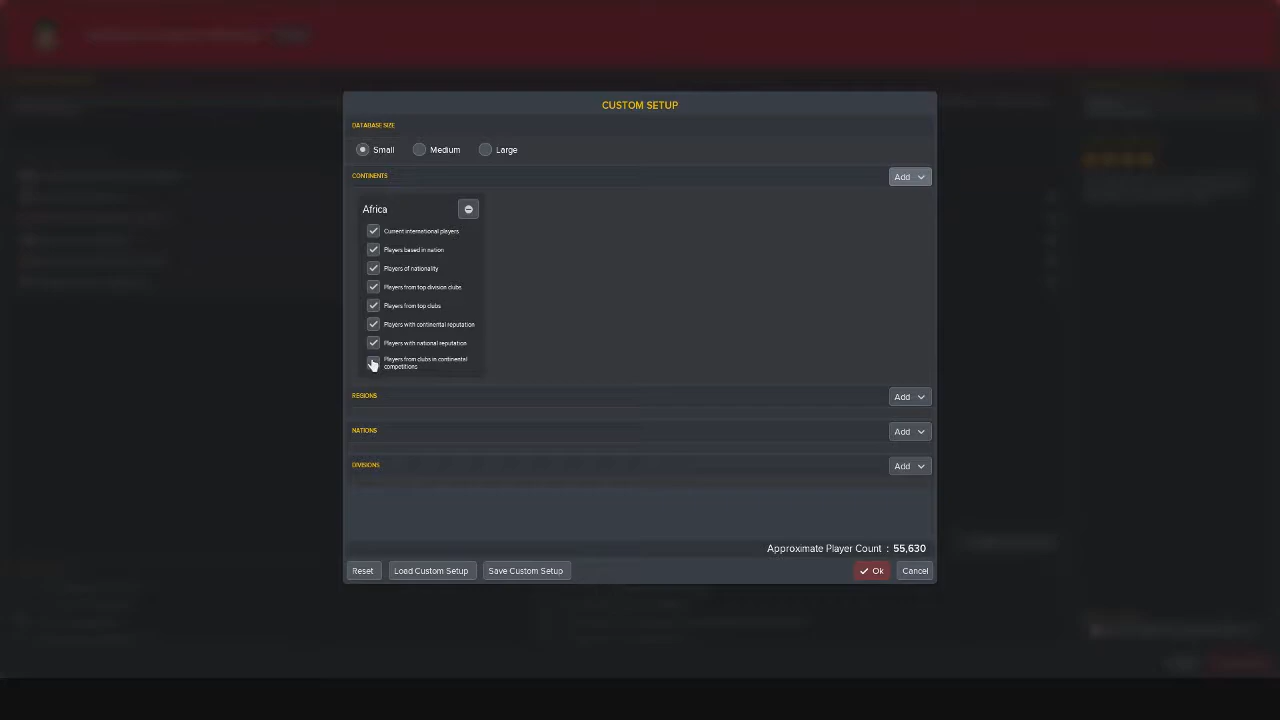 CUSTOM SETUP
DATABASE SIZE
Small
Medium
Large
CONTINENTS
Add
Africa
Current international players
Players based in nation
Players of nationality
Players from top division clubs
Players from top clubs
Players with continental reputation
Players with national reputation
Players from clubs in continental
competitions
REGIONS
Add
NATIONS
Add
DIVISIONS
Add
Approximate Player Count : 55,630
Reset
Load Custom Setup
Save Custom Setup
Ok
Cancel